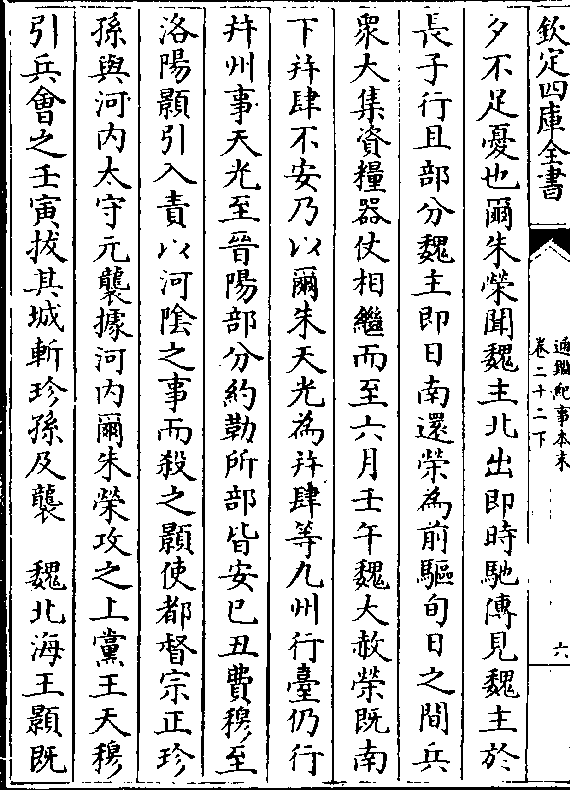 欽定四庫全書
通鑑紀事本末
卷二十二下
六
夕不足憂也爾朱榮聞魏主北出即時馳傳見魏主於
長子行且部分魏主即日南還榮為前驅旬日之間兵
衆大集資糧器仗相繼而至六月壬午魏大赦榮既南
下幷肆不安乃以爾朱天光為幷肆等九州行臺仍行
幷州事天光至晉陽部分約勒所部皆安己丑費穆至
洛陽顥引入責以河陰之事而殺之顥使都督宗正珍
孫與河內太守元襲據河內爾朱榮攻之上黨王天穆
引兵會之壬寅拔其城斬珍孫及襲　魏北海王顥既